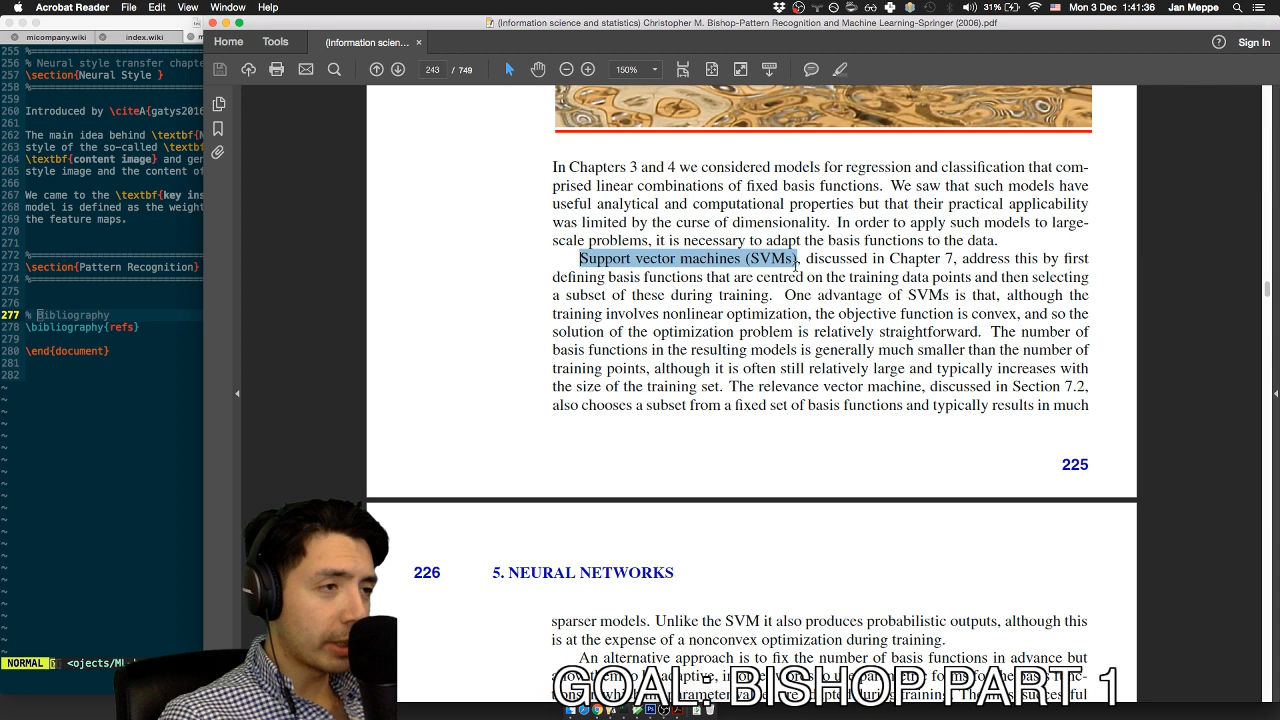 Acrobat Reader File Edit View Window Help
31% Mon 3 Dec 1:41:36 Jan Meppe
micompany.wiki
index.wiki
(Information science and statistics) Christopher M. Bishop-Pattern Recognition and Machine Learning-Springer (2006).pdf
Home Tools (Information scien... × Sign In
243 / 749 150%
255 %
256 % Neural style transfer chapte
257 \section{Neural Style }
258 %
259
260 Introduced by \citeA{gatys2016
261
262 The main idea behind \textbf{N
263 style of the so-called \textbf
264 \textbf{content image} and gen
265 style image and the content of
266
267 We came to the \textbf{key ins
268 model is defined as the weight
269 the feature maps.
270
271
272 %
273 \section{Pattern Recognition}
274 %
275
276
277 % Bibliography
278 \bibliography{refs}
279
280 \end{document}
281
282
NORMAL <ojects/ML-
In Chapters 3 and 4 we considered models for regression and classification that com-
prised linear combinations of fixed basis functions. We saw that such models have
useful analytical and computational properties but that their practical applicability
was limited by the curse of dimensionality. In order to apply such models to large-
scale problems, it is necessary to adapt the basis functions to the data.
Support vector machines (SVMs), discussed in Chapter 7, address this by first
defining basis functions that are centred on the training data points and then selecting
a subset of these during training. One advantage of SVMs is that, although the
training involves nonlinear optimization, the objective function is convex, and so the
solution of the optimization problem is relatively straightforward. The number of
basis functions in the resulting models is generally much smaller than the number of
training points, although it is often still relatively large and typically increases with
the size of the training set. The relevance vector machine, discussed in Section 7.2,
also chooses a subset from a fixed set of basis functions and typically results in much
225
226 5. NEURAL NETWORKS
sparser models. Unlike the SVM it also produces probabilistic outputs, although this
is at the expense of a nonconvex optimization during training.
An alternative approach is to fix the number of basis functions in advance but
GOAL: BISHOP PART 1